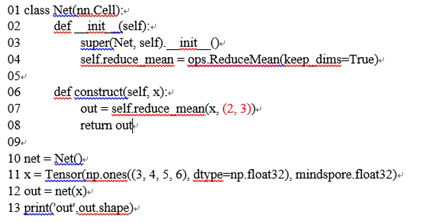 01 class Net(nn.Cell):
02 def __init__(self):
03 super(Net, self).__init__()
04 self.reduce_mean = ops.ReduceMean(keep_dims=True)
05
06 def construct(self, x):
07 out = self.reduce_mean(x, (2, 3))
08 return out
09
10 net = Net()
11 x = Tensor(np.ones((3, 4, 5, 6), dtype=np.float32), mindspore.float32)
12 out = net(x)
13 print('out',out.shape)